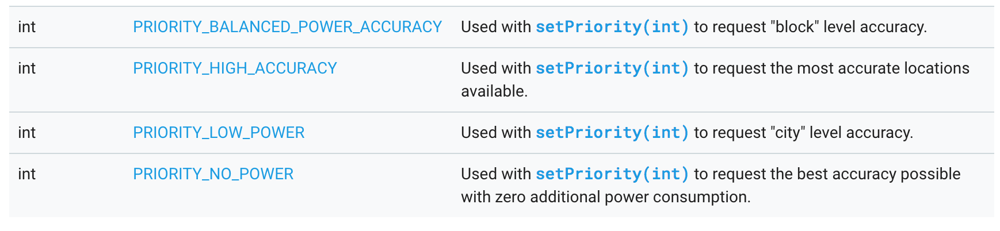 int PRIORITY_BALANCED_POWER_ACCURACY Used with setPriority(int) to request "block" level accuracy.
int PRIORITY_HIGH_ACCURACY Used with setPriority(int) to request the most accurate locations
available.
int PRIORITY_LOW_POWER Used with setPriority(int) to request "city" level accuracy.
int PRIORITY_NO_POWER Used with setPriority(int) to request the best accuracy possible
with zero additional power consumption.